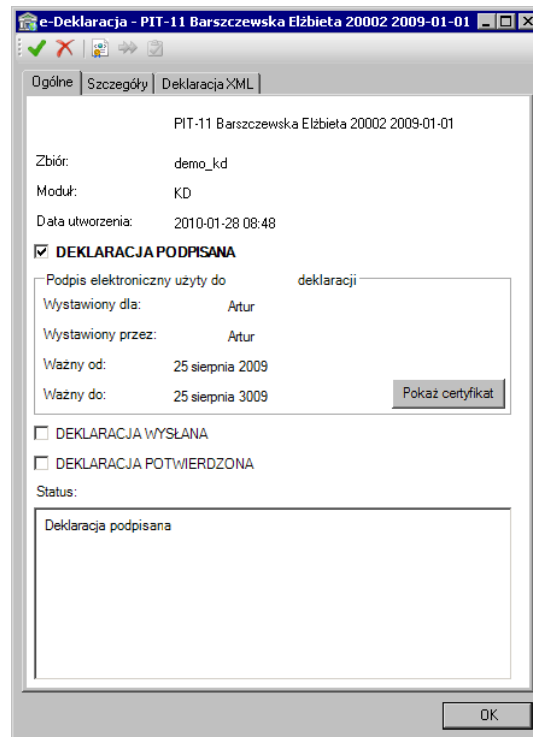 e-Deklaracja - PIT-11 Barszczewska Elżbieta 20002 2009-01-01
Ogólne Szczegóły Deklaracja XML
PIT-11 Barszczewska Elżbieta 20002 2009-01-01
Zbiór: demo_kd
Moduł: KD
Data utworzenia: 2010-01-28 08:48
DEKLARACJA PODPISANA
Podpis elektroniczny użyty do deklaracji
Wystawiony dla: Artur
Wystawiony przez: Artur
Ważny od: 25 sierpnia 2009
Ważny do: 25 sierpnia 3009
Pokaż certyfikat
DEKLARACJA WYSŁANA
DEKLARACJA POTWIERDZONA
Status:
Deklaracja podpisana
OK